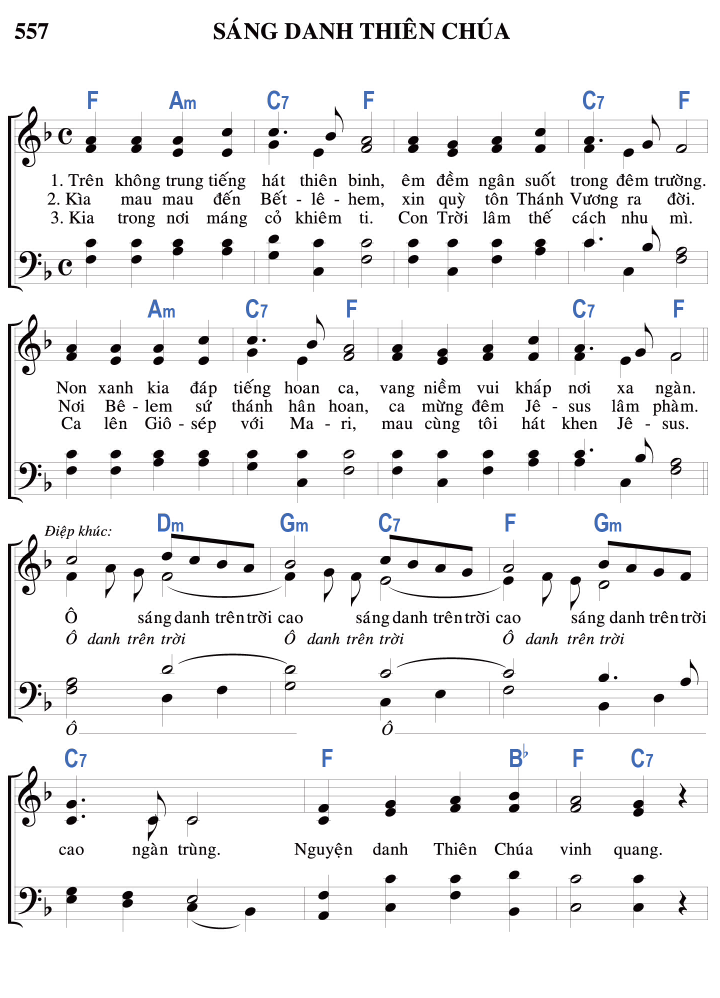 557 SÁNG DANH THIÊN CHÚA
F Am C7 F C7 F
1. Trên không trung tiếng hát thiên binh, êm đềm ngân suốt trong đêm trường.
2. Kìa mau mau đến Bết - lê - hem, xin quỳ tôn Thánh Vương ra đời.
3. Kia trong nơi máng cỏ khiêm ti. Con Trời lâm thế cách nhu mì.
Am C7 F C7 F
Non xanh kia đáp tiếng hoan ca, vang niềm vui khắp nơi xa ngàn.
Nơi Bê - lem sứ thánh hân hoan, ca mừng đêm Jê - sus lâm phàm.
Ca lên Giô - sép với Ma - ri, mau cùng tôi hát khen Jê - sus.
Điệp khúc: Dm Gm C7 F Gm
Ô sáng danh trên trời cao sáng danh trên trời cao sáng danh trên trời
Ô danh trên trời Ô danh trên trời Ô danh trên trời
Ô Ô
C7 F B♭ F C7
cao ngàn trùng. Nguyện danh Thiên Chúa vinh quang.